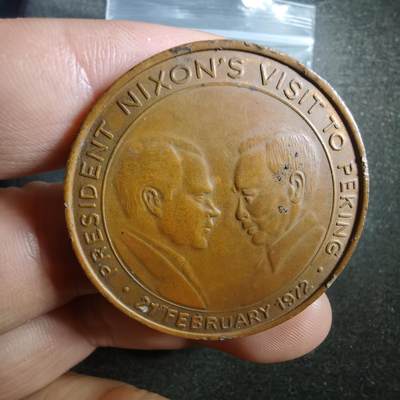 PRESIDENT NIXON'S VISIT TO PEKING
· 21ST FEBRUARY 1972 ·